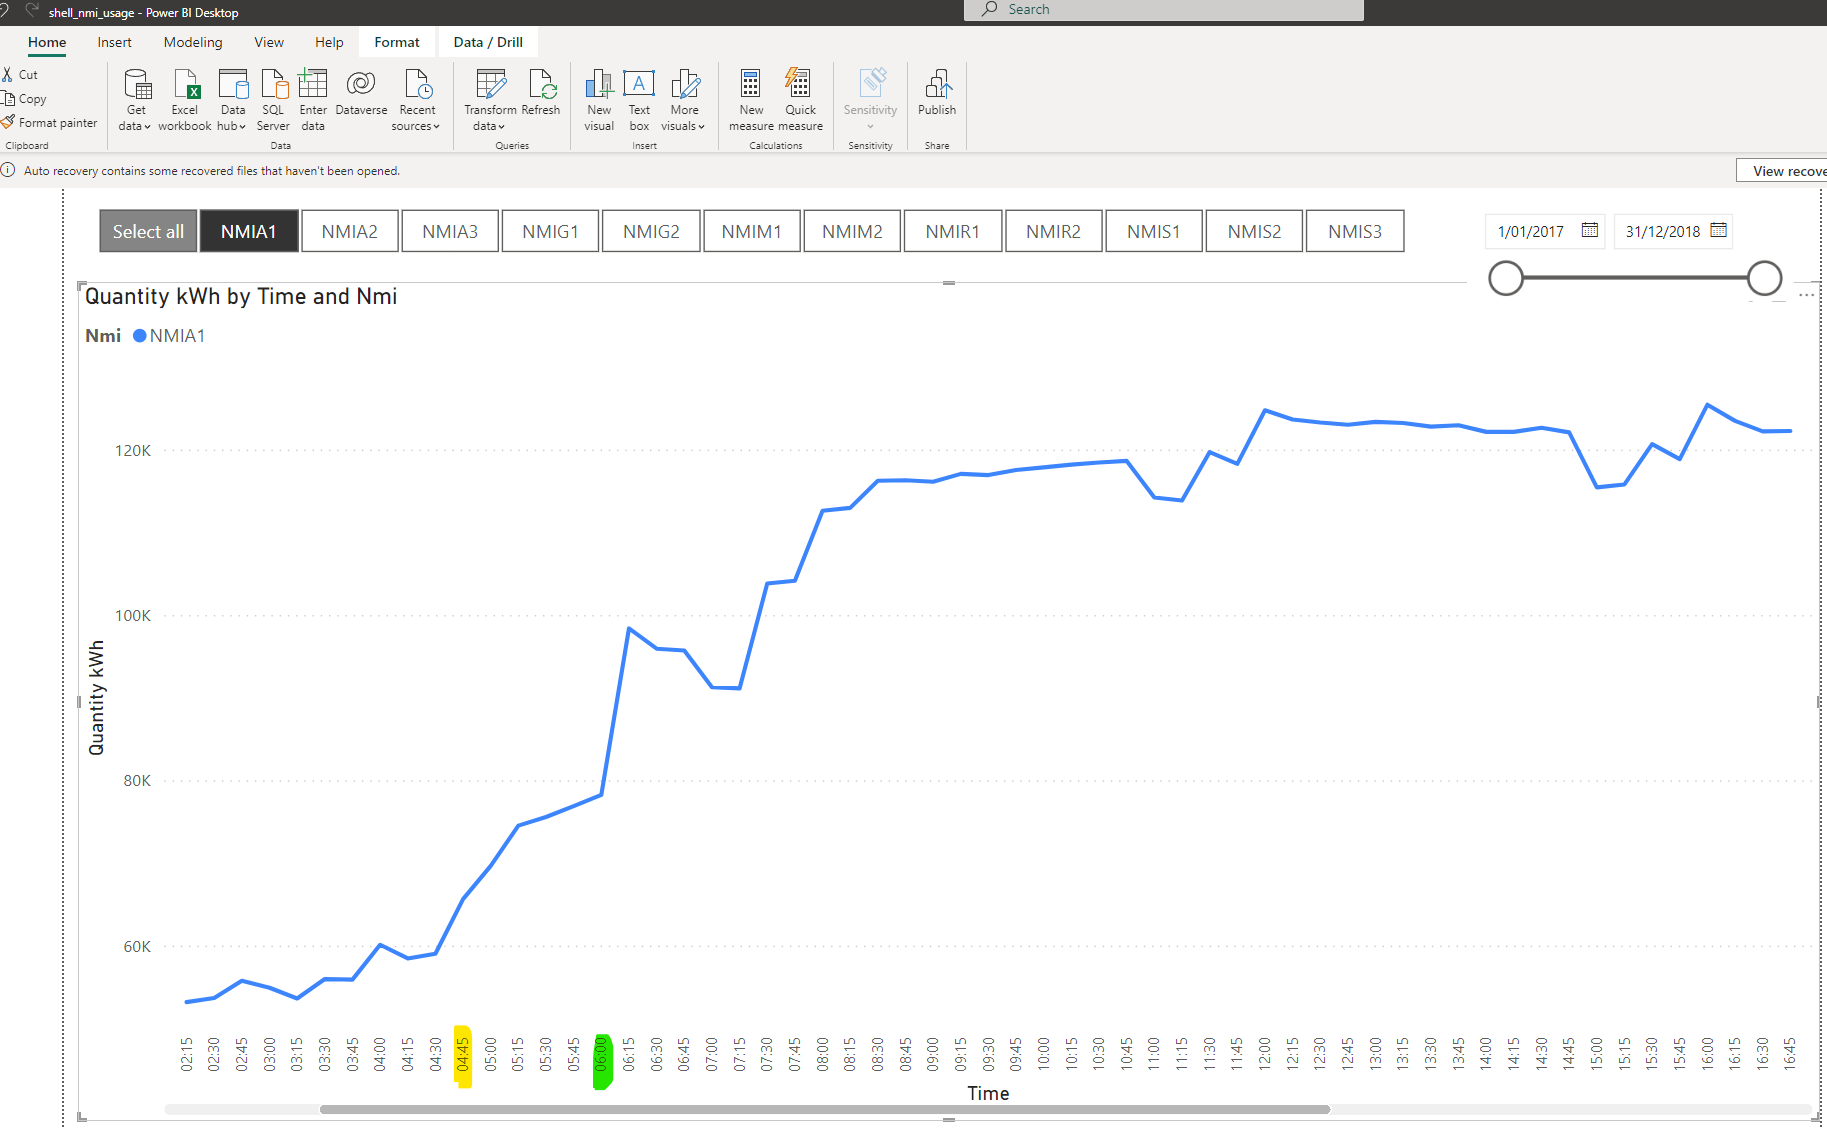 shell_nmi_usage - Power BI Desktop
Search
Home Insert Modeling View Help Format Data / Drill
Cut
Copy
Format painter
Clipboard
Get data
Excel workbook
Data hub
SQL Server
Enter data
Dataverse
Recent sources
Data
Transform data
Refresh
Queries
New visual
Text box
More visuals
Insert
New measure
Quick measure
Calculations
Sensitivity
Sensitivity
Publish
Share
Auto recovery contains some recovered files that haven't been opened.
View recove
Select all NMIA1 NMIA2 NMIA3 NMIG1 NMIG2 NMIM1 NMIM2 NMIR1 NMIR2 NMIS1 NMIS2 NMIS3
1/01/2017 31/12/2018
Quantity kWh by Time and Nmi
Nmi NMIA1
120K
100K
80K
60K
Quantity kWh
02:15 02:30 02:45 03:00 03:15 03:30 03:45 04:00 04:15 04:30 04:45 05:00 05:15 05:30 05:45 06:00 06:15 06:30 06:45 07:00 07:15 07:30 07:45 08:00 08:15 08:30 08:45 09:00 09:15 09:30 09:45 10:00 10:15 10:30 10:45 11:00 11:15 11:30 11:45 12:00 12:15 12:30 12:45 13:00 13:15 13:30 13:45 14:00 14:15 14:30 14:45 15:00 15:15 15:30 15:45 16:00 16:15 16:30 16:45
Time